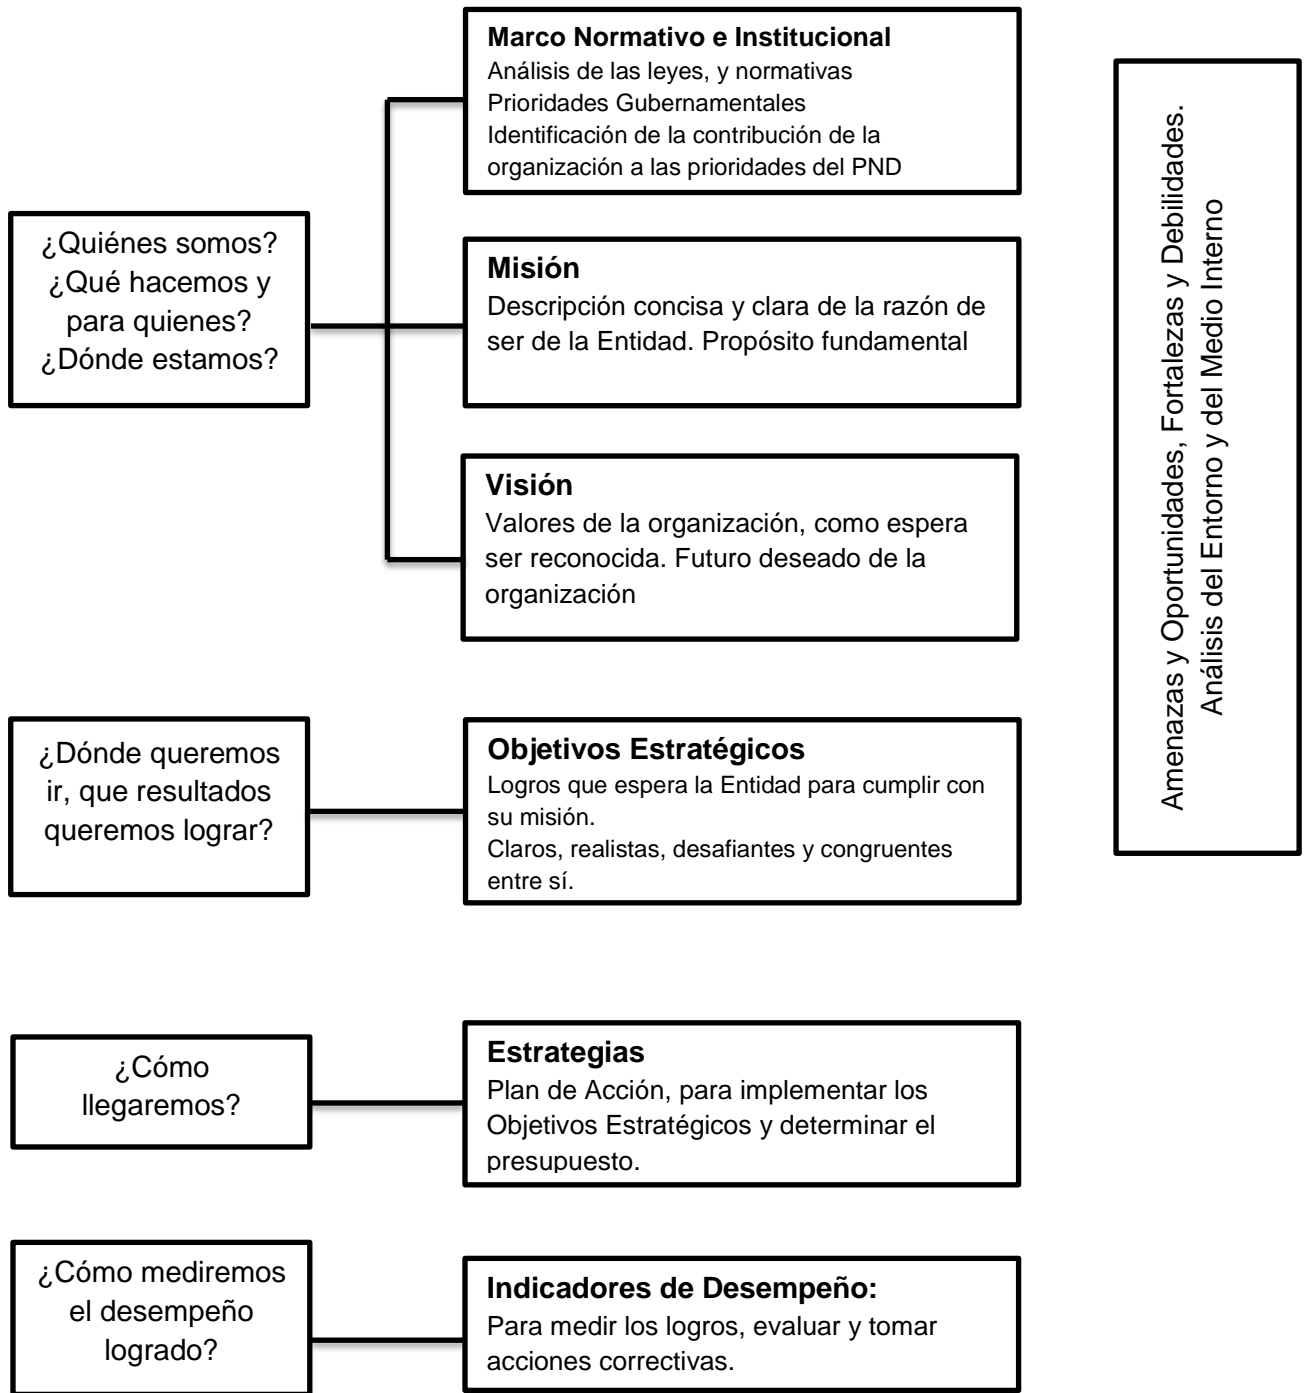 Marco Normativo e Institucional
Análisis de las leyes, y normativas
Prioridades Gubernamentales
Identificación de la contribución de la
organización a las prioridades del PND
¿Quiénes somos?
¿Qué hacemos y
para quienes?
¿Dónde estamos?
Misión
Descripción concisa y clara de la razón de
ser de la Entidad. Propósito fundamental
Visión
Valores de la organización, como espera
ser reconocida. Futuro deseado de la
organización
Amenazas y Oportunidades, Fortalezas y Debilidades.
Análisis del Entorno y del Medio Interno
¿Dónde queremos
ir, que resultados
queremos lograr?
Objetivos Estratégicos
Logros que espera la Entidad para cumplir con
su misión.
Claros, realistas, desafiantes y congruentes
entre sí.
¿Cómo
llegaremos?
Estrategias
Plan de Acción, para implementar los
Objetivos Estratégicos y determinar el
presupuesto.
¿Cómo mediremos
el desempeño
logrado?
Indicadores de Desempeño:
Para medir los logros, evaluar y tomar
acciones correctivas.